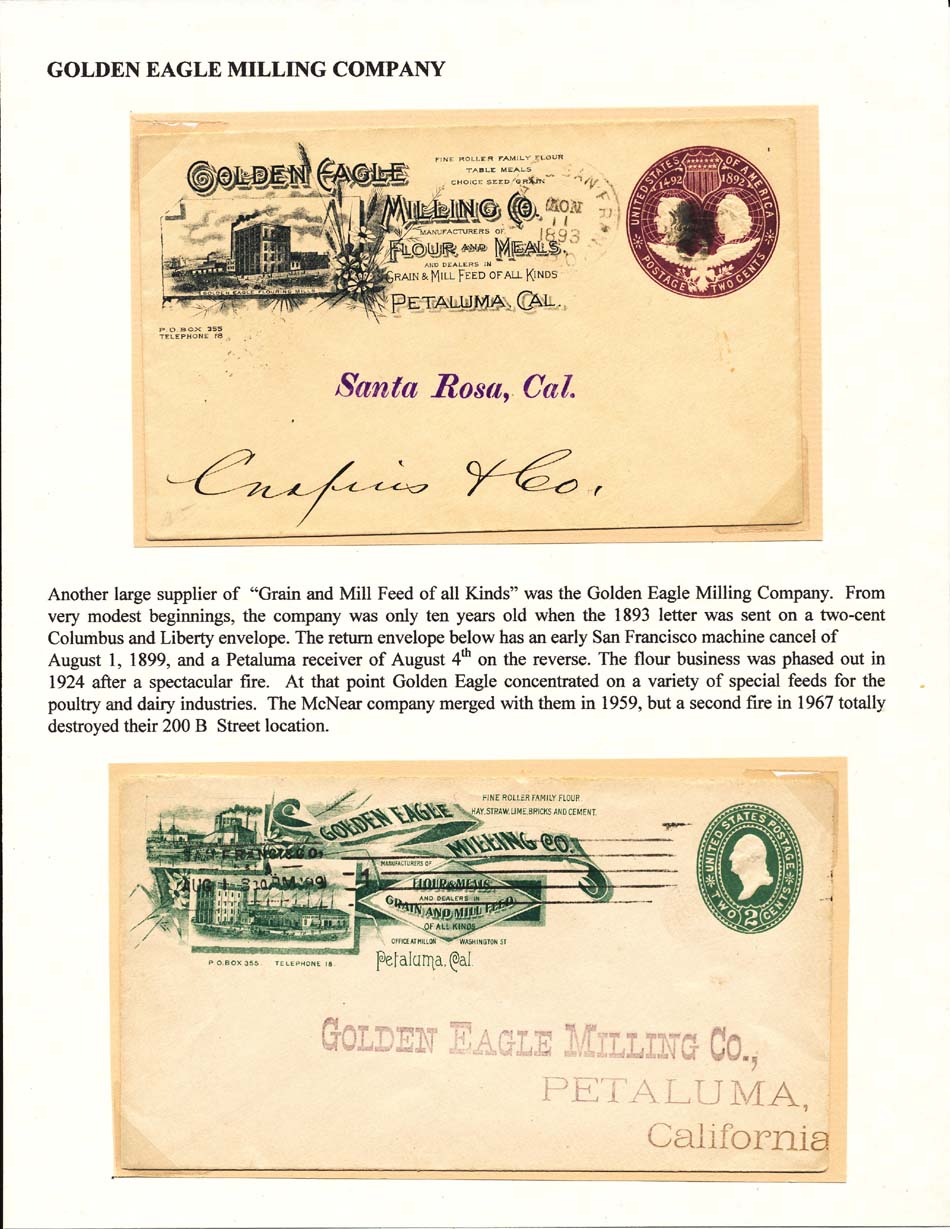 GOLDEN EAGLE MILLING COMPANY
GOLDEN EAGLE
MILLING CO.
FINE ROLLER FAMILY FLOUR
TABLE MEALS
CHOICE SEED GRAIN
MANUFACTURERS OF
FLOUR AND MEALS,
AND DEALERS IN
GRAIN & MILL FEED OF ALL KINDS
PETALUMA, CAL.
GOLDEN EAGLE FLOURING MILLS
P.O. BOX 355
TELEPHONE 18
SAN FRAN
MON
11
1893
UNITED STATES OF AMERICA
1492 1892
POSTAGE TWO CENTS
Santa Rosa, Cal.
& Co.
Another large supplier of "Grain and Mill Feed of all Kinds" was the Golden Eagle Milling Company. From
very modest beginnings, the company was only ten years old when the 1893 letter was sent on a two-cent
Columbus and Liberty envelope. The return envelope below has an early San Francisco machine cancel of
August 1, 1899, and a Petaluma receiver of August 4th on the reverse. The flour business was phased out in
1924 after a spectacular fire. At that point Golden Eagle concentrated on a variety of special feeds for the
poultry and dairy industries. The McNear company merged with them in 1959, but a second fire in 1967 totally
destroyed their 200 B Street location.
FINE ROLLER FAMILY FLOUR.
HAY, STRAW, LIME, BRICKS AND CEMENT.
GOLDEN EAGLE
MILLING CO.
MANUFACTURERS OF
FLOUR & MEALS
AND DEALERS IN
GRAIN AND MILL FEED
OF ALL KINDS
OFFICE AT MILL ON WASHINGTON ST
Petaluma, Cal.
P.O. BOX 355. TELEPHONE 18.
SAN FRANCISCO,
AUG 1
99
1
UNITED STATES POSTAGE
TWO 2 CENTS
GOLDEN EAGLE MILLING CO.,
PETALUMA,
California